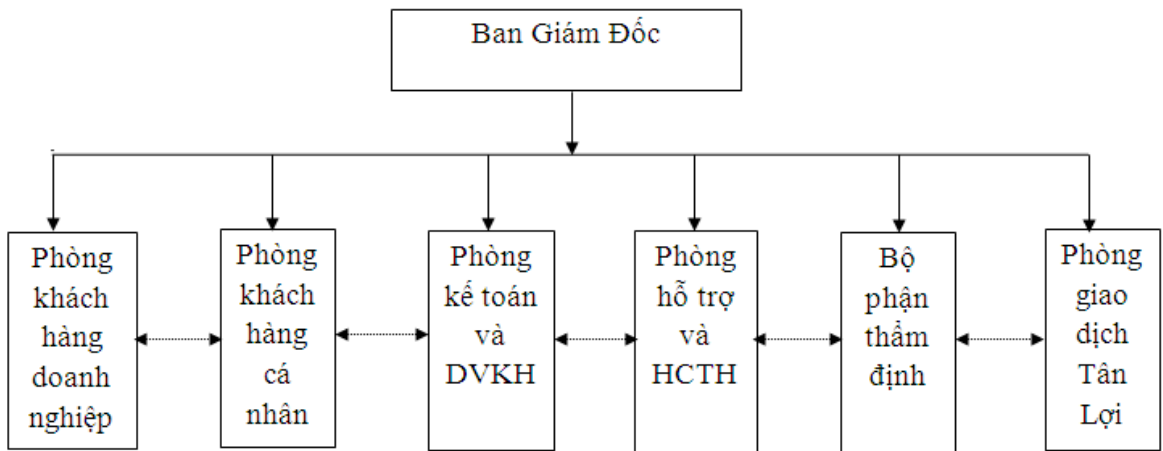 Ban Giám Đốc
Phòng
khách
hàng
doanh
nghiệp
Phòng
khách
hàng
cá
nhân
Phòng
kế toán
và
DVKH
Phòng
hỗ trợ
và
HCTH
Bộ
phận
thẩm
định
Phòng
giao
dịch
Tân
Lợi